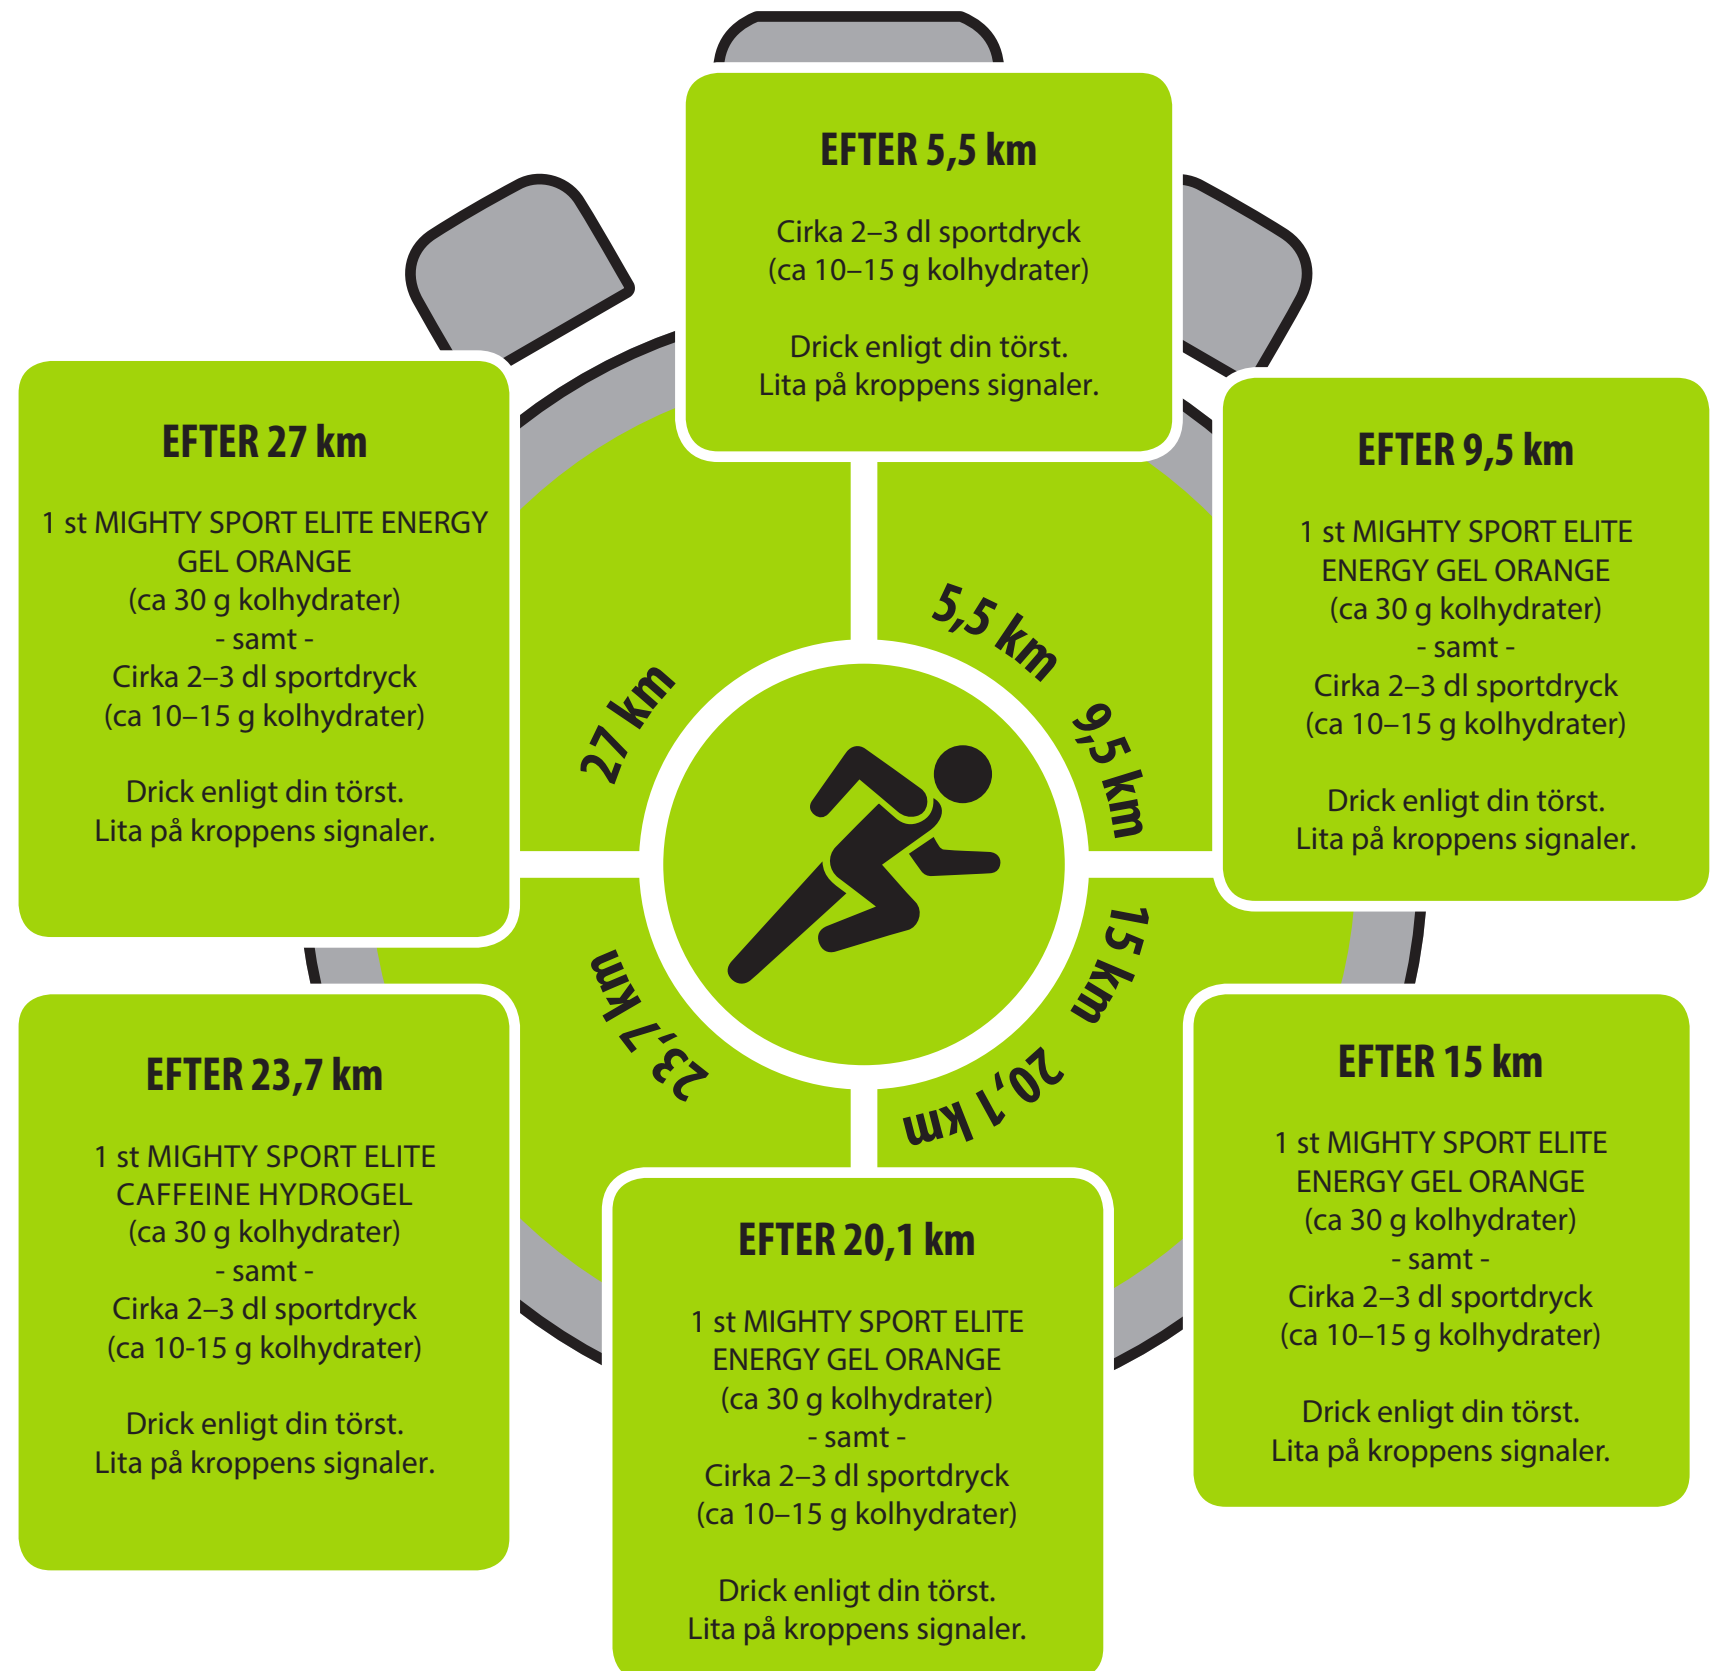 EFTER 5,5 km
Cirka 2–3 dl sportdryck
(ca 10–15 g kolhydrater)
Drick enligt din törst.
Lita på kroppens signaler.
EFTER 9,5 km
1 st MIGHTY SPORT ELITE
ENERGY GEL ORANGE
(ca 30 g kolhydrater)
- samt -
Cirka 2–3 dl sportdryck
(ca 10–15 g kolhydrater)
Drick enligt din törst.
Lita på kroppens signaler.
EFTER 15 km
1 st MIGHTY SPORT ELITE
ENERGY GEL ORANGE
(ca 30 g kolhydrater)
- samt -
Cirka 2–3 dl sportdryck
(ca 10–15 g kolhydrater)
Drick enligt din törst.
Lita på kroppens signaler.
EFTER 20,1 km
1 st MIGHTY SPORT ELITE
ENERGY GEL ORANGE
(ca 30 g kolhydrater)
- samt -
Cirka 2–3 dl sportdryck
(ca 10–15 g kolhydrater)
Drick enligt din törst.
Lita på kroppens signaler.
EFTER 23,7 km
1 st MIGHTY SPORT ELITE
CAFFEINE HYDROGEL
(ca 30 g kolhydrater)
- samt -
Cirka 2–3 dl sportdryck
(ca 10-15 g kolhydrater)
Drick enligt din törst.
Lita på kroppens signaler.
EFTER 27 km
1 st MIGHTY SPORT ELITE ENERGY
GEL ORANGE
(ca 30 g kolhydrater)
- samt -
Cirka 2–3 dl sportdryck
(ca 10–15 g kolhydrater)
Drick enligt din törst.
Lita på kroppens signaler.
5,5 km
9,5 km
15 km
20,1 km
23,7 km
27 km